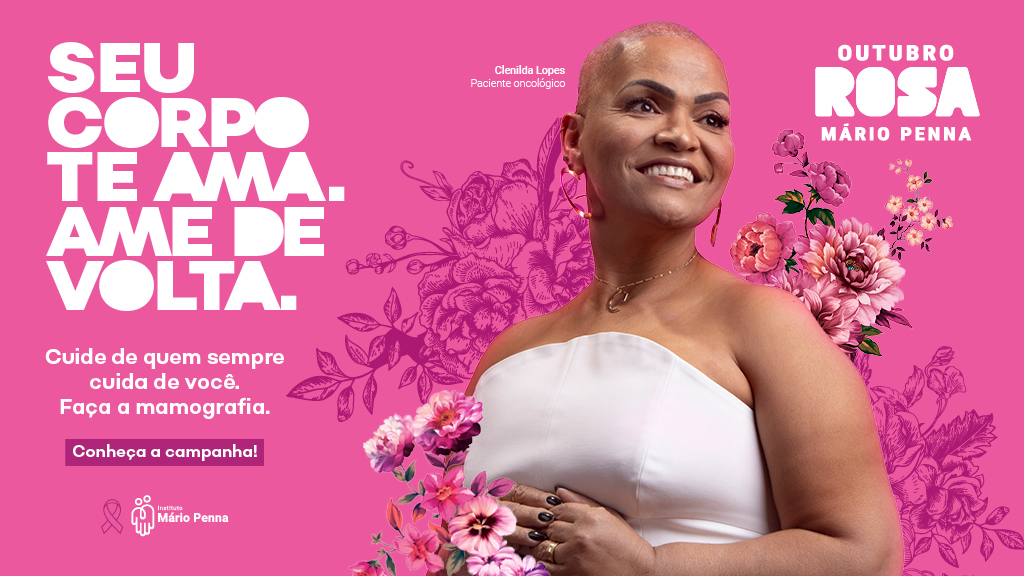 SEU
CORPO
TE AMA.
AME DE
VOLTA.
Cuide de quem sempre
cuida de você.
Faça a mamografia.
Conheça a campanha!
Instituto
Mário Penna
Clenilda Lopes
Paciente oncológico
OUTUBRO
ROSA
MÁRIO PENNA